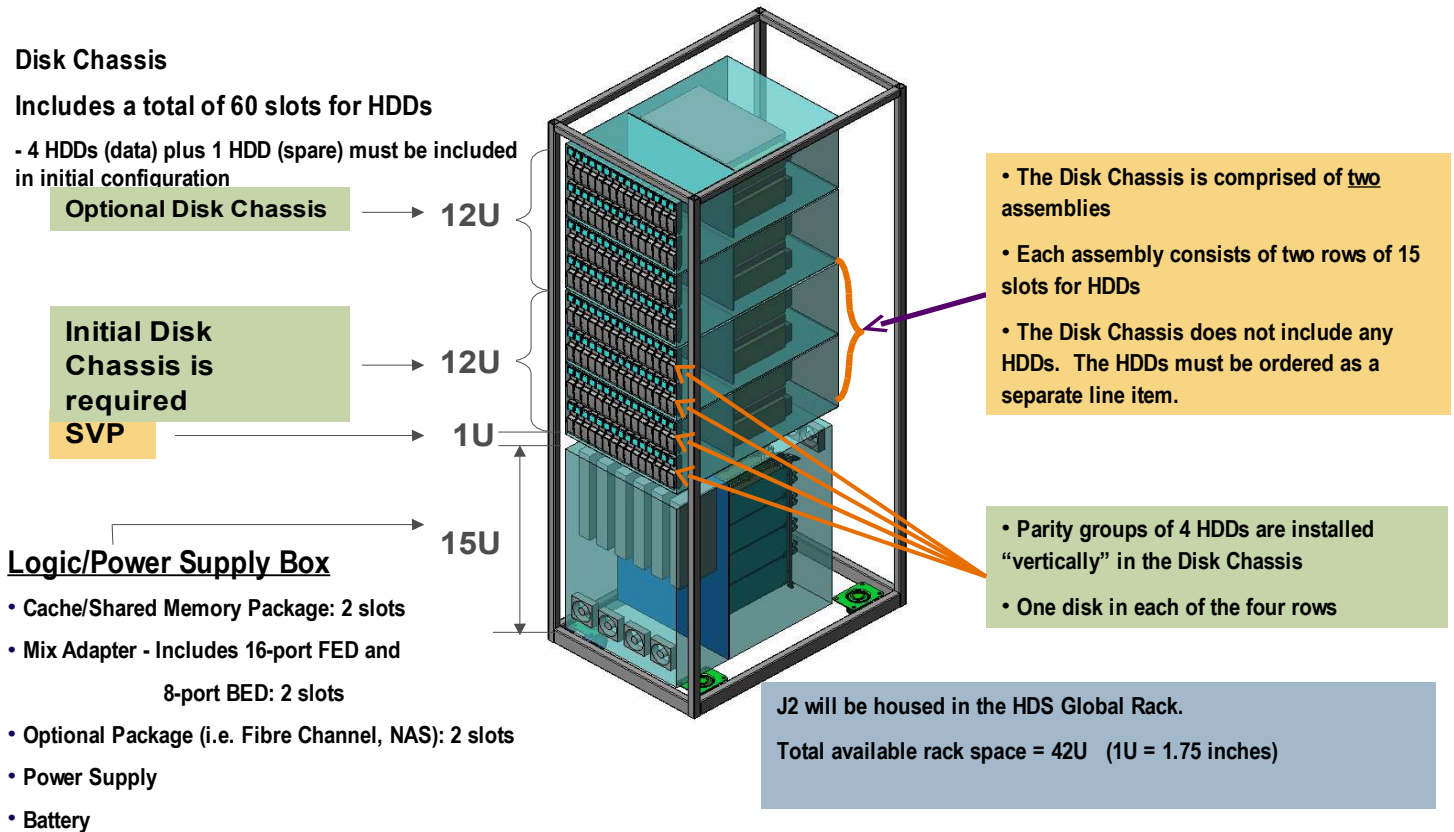 Disk Chassis
Includes a total of 60 slots for HDDs
- 4 HDDs (data) plus 1 HDD (spare) must be included
in initial configuration
Optional Disk Chassis
12U
Initial Disk
Chassis is
required
12U
SVP
1U
15U
Logic/Power Supply Box
• Cache/Shared Memory Package: 2 slots
• Mix Adapter - Includes 16-port FED and
8-port BED: 2 slots
• Optional Package (i.e. Fibre Channel, NAS): 2 slots
• Power Supply
• Battery
• The Disk Chassis is comprised of two
assemblies
• Each assembly consists of two rows of 15
slots for HDDs
• The Disk Chassis does not include any
HDDs. The HDDs must be ordered as a
separate line item.
• Parity groups of 4 HDDs are installed
“vertically” in the Disk Chassis
• One disk in each of the four rows
J2 will be housed in the HDS Global Rack.
Total available rack space = 42U (1U = 1.75 inches)